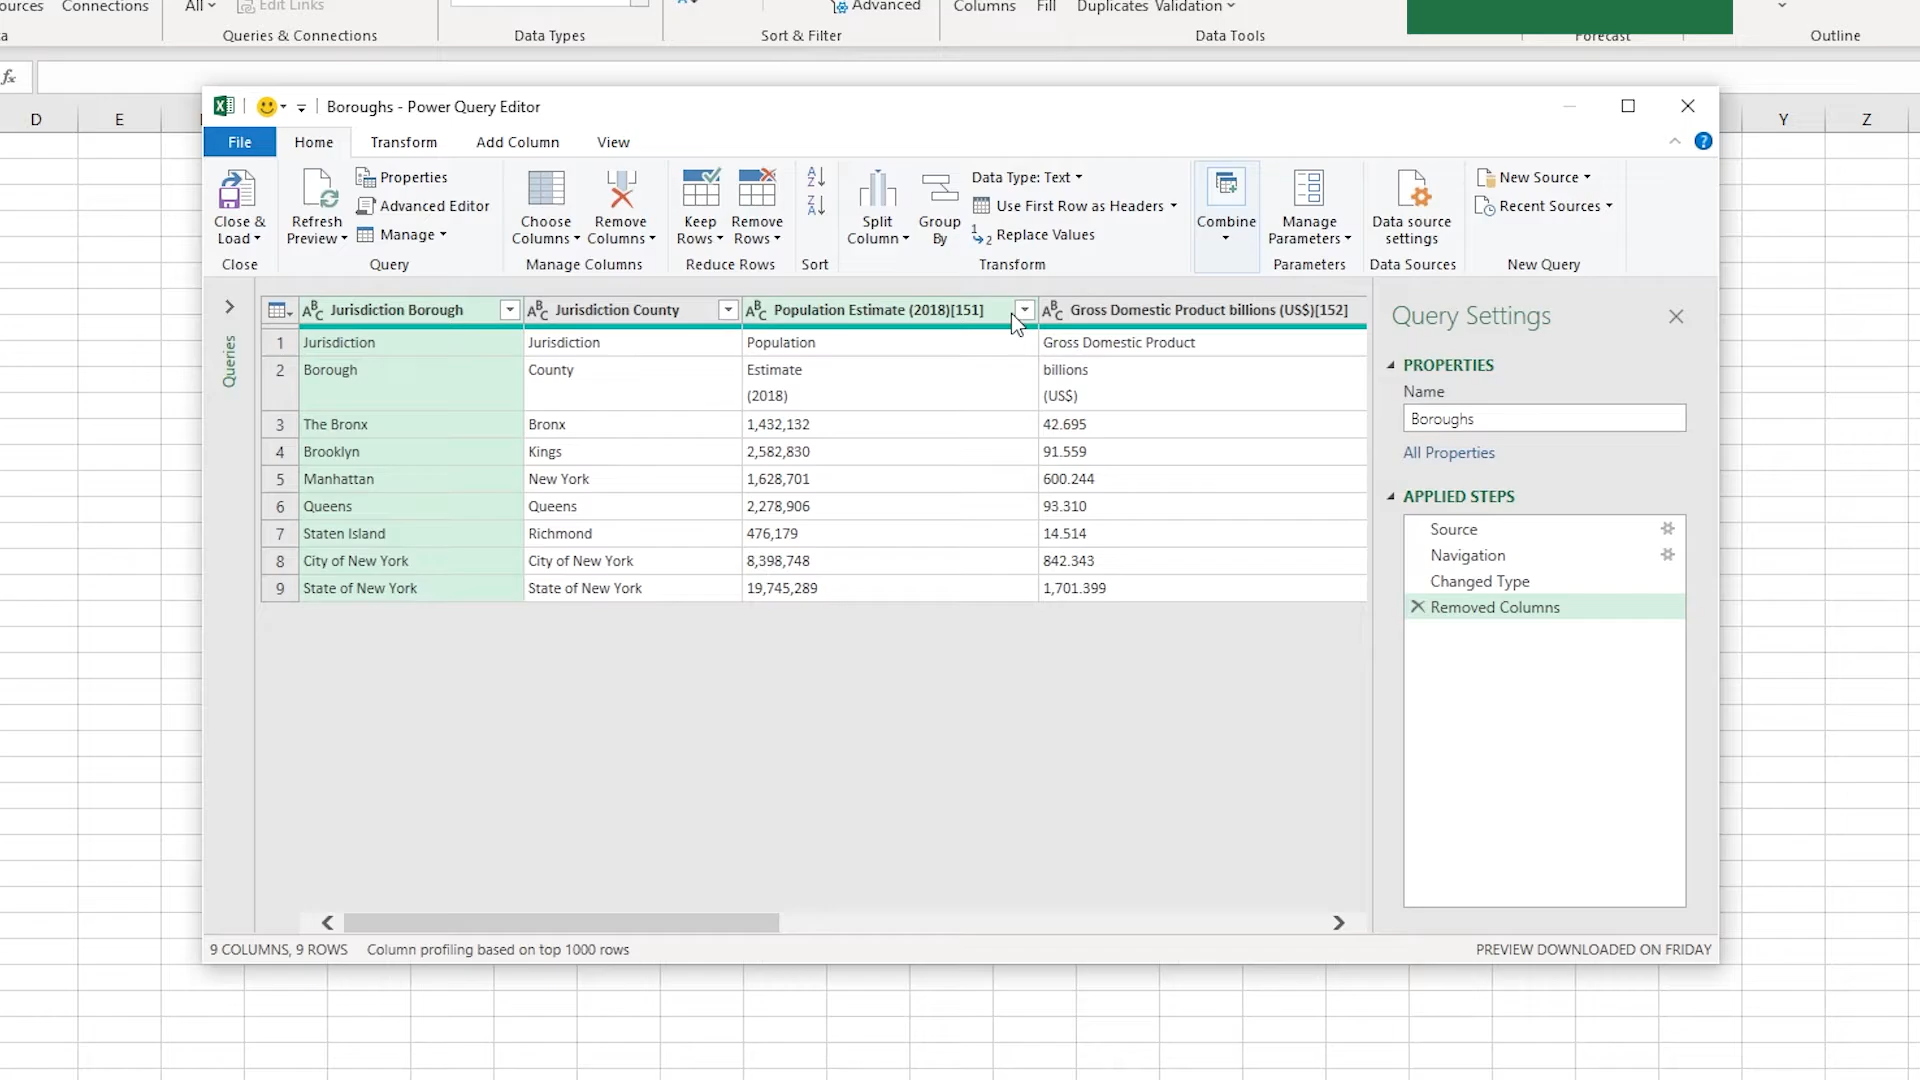 ources Connections All Edit Links Advanced Columns Fill Duplicates Validation
Queries & Connections Data Types Sort & Filter Data Tools Forecast Outline
fx
D E Y Z
Boroughs - Power Query Editor
File Home Transform Add Column View
Close & Load
Refresh Preview
Properties
Advanced Editor
Manage
Choose Columns
Remove Columns
Keep Rows
Remove Rows
Split Column
Group By
Data Type: Text
Use First Row as Headers
Replace Values
Combine
Manage Parameters
Data source settings
New Source
Recent Sources
Close Query Manage Columns Reduce Rows Sort Transform Parameters Data Sources New Query
Queries
Jurisdiction Borough Jurisdiction County Population Estimate (2018)[151] Gross Domestic Product billions (US$)[152]
1 Jurisdiction Jurisdiction Population Gross Domestic Product
2 Borough County Estimate billions
(2018) (US$)
3 The Bronx Bronx 1,432,132 42.695
4 Brooklyn Kings 2,582,830 91.559
5 Manhattan New York 1,628,701 600.244
6 Queens Queens 2,278,906 93.310
7 Staten Island Richmond 476,179 14.514
8 City of New York City of New York 8,398,748 842.343
9 State of New York State of New York 19,745,289 1,701.399
Query Settings
PROPERTIES
Name
Boroughs
All Properties
APPLIED STEPS
Source
Navigation
Changed Type
Removed Columns
9 COLUMNS, 9 ROWS Column profiling based on top 1000 rows PREVIEW DOWNLOADED ON FRIDAY